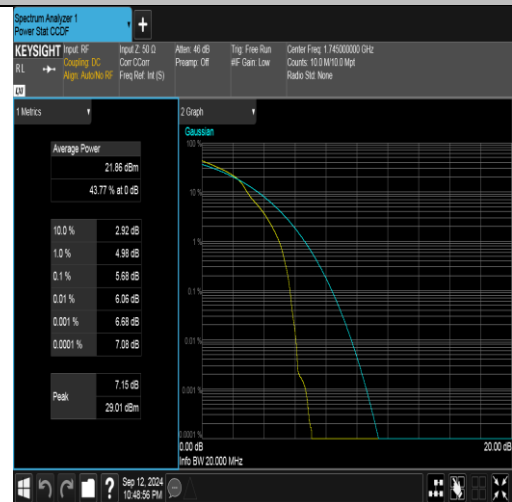 Spectrum Analyzer 1
Power Stat CCDF
+
KEYSIGHT
RL
Input: RF
Coupling: DC
Align: Auto/No RF
Input Z: 50 Ω
Corr CCorr
Freq Ref: Int (S)
Atten: 46 dB
Preamp: Off
Trig: Free Run
#IF Gain: Low
Center Freq: 1.745000000 GHz
Counts: 10.0 M/10.0 Mpt
Radio Std: None
LXI
1 Metrics
Average Power
21.86 dBm
43.77 % at 0 dB
10.0 % 2.92 dB
1.0 % 4.98 dB
0.1 % 5.68 dB
0.01 % 6.06 dB
0.001 % 6.68 dB
0.0001 % 7.08 dB
Peak
7.15 dB
29.01 dBm
2 Graph
Gaussian
100 %
10 %
1 %
0.1 %
0.01 %
0.001 %
0.0001 %
0.00 dB
20.00 dB
Info BW 20.000 MHz
?
Sep 12, 2024
10:48:56 PM